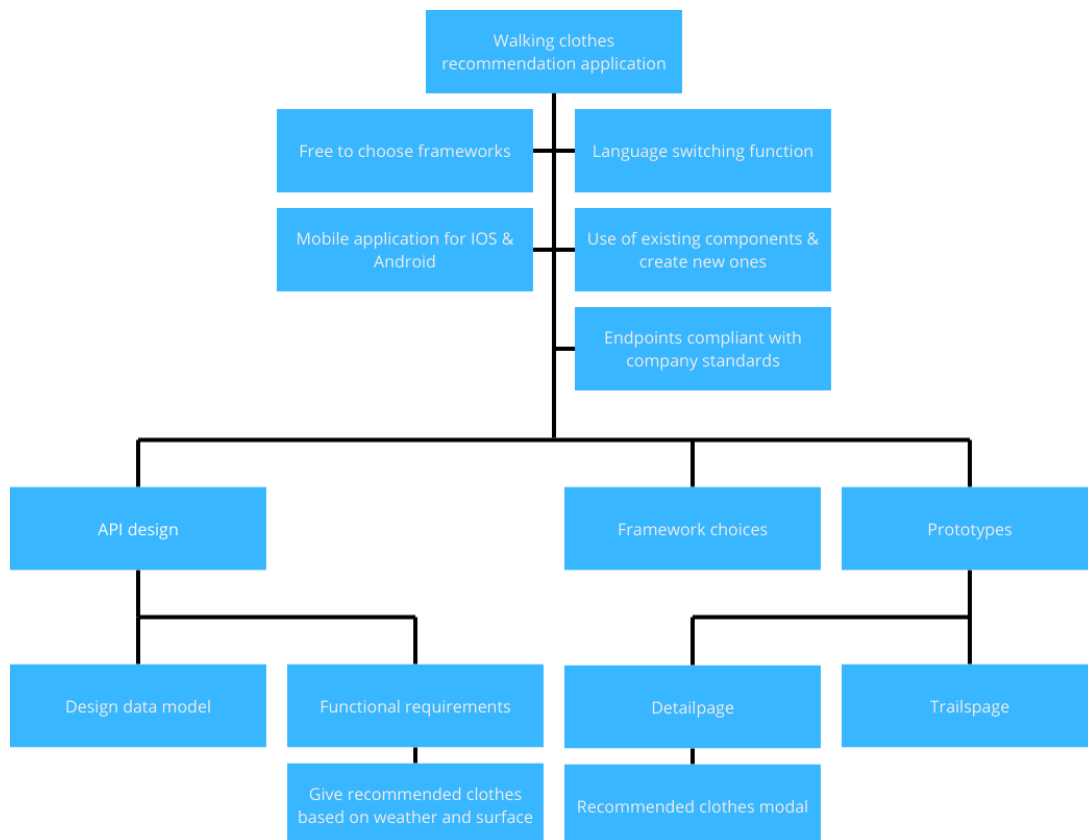 Walking clothes
recommendation application
Free to choose frameworks
Language switching function
Mobile application for IOS &
Android
Use of existing components &
create new ones
Endpoints compliant with
company standards
API design
Framework choices
Prototypes
Design data model
Functional requirements
Detailpage
Trailspage
Give recommended clothes
based on weather and surface
Recommended clothes modal